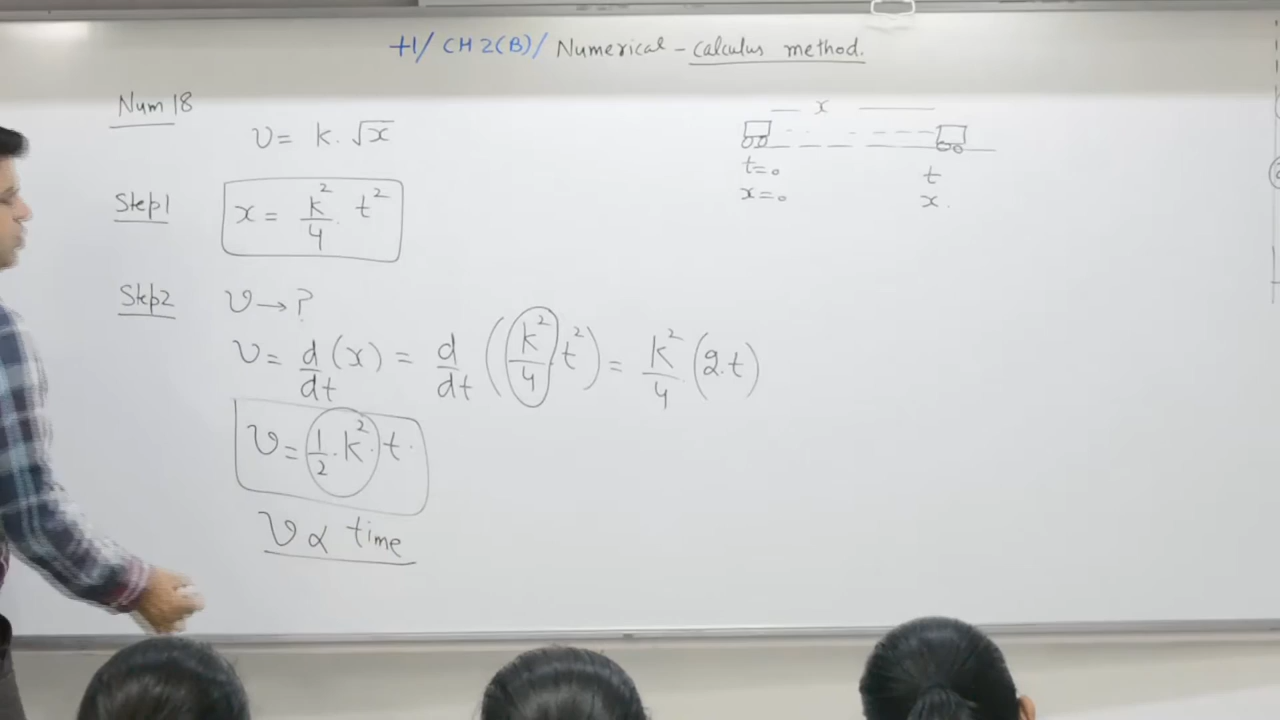 +1/ CH 2(B)/ Numerical - calculus method.
Num 18
v = k. √x
x
t=0
x=0
t
x.
Step1
x = k²/4 . t²
Step2
v → ?
v = d/dt (x) = d/dt (k²/4 . t²) = k²/4 . (2.t)
v = 1/2 . k² . t.
v ∝ time